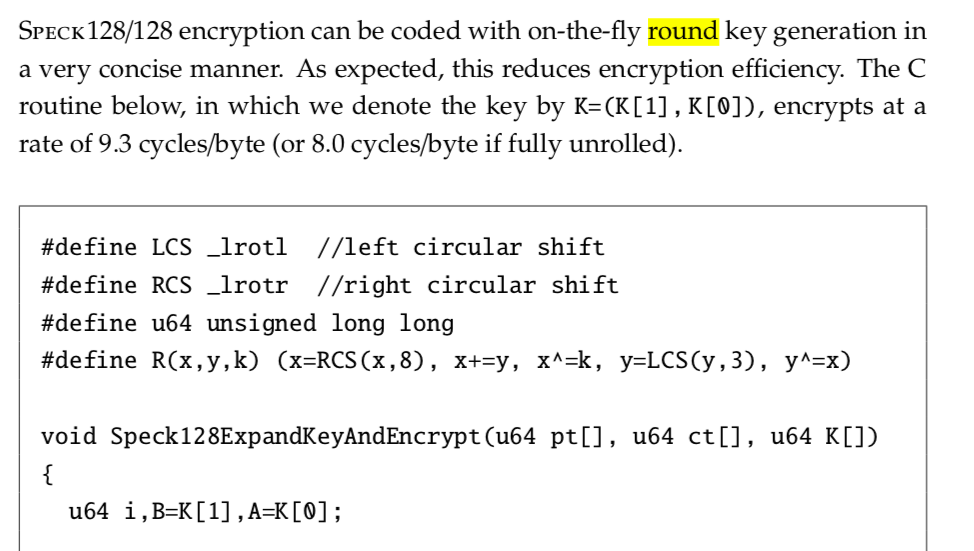 SPECK128/128 encryption can be coded with on-the-fly round key generation in
a very concise manner. As expected, this reduces encryption efficiency. The C
routine below, in which we denote the key by K=(K[1],K[0]), encrypts at a
rate of 9.3 cycles/byte (or 8.0 cycles/byte if fully unrolled).
#define LCS _lrotl  //left circular shift
#define RCS _lrotr  //right circular shift
#define u64 unsigned long long
#define R(x,y,k) (x=RCS(x,8), x+=y, x^=k, y=LCS(y,3), y^=x)
void Speck128ExpandKeyAndEncrypt(u64 pt[], u64 ct[], u64 K[])
{
  u64 i,B=K[1],A=K[0];